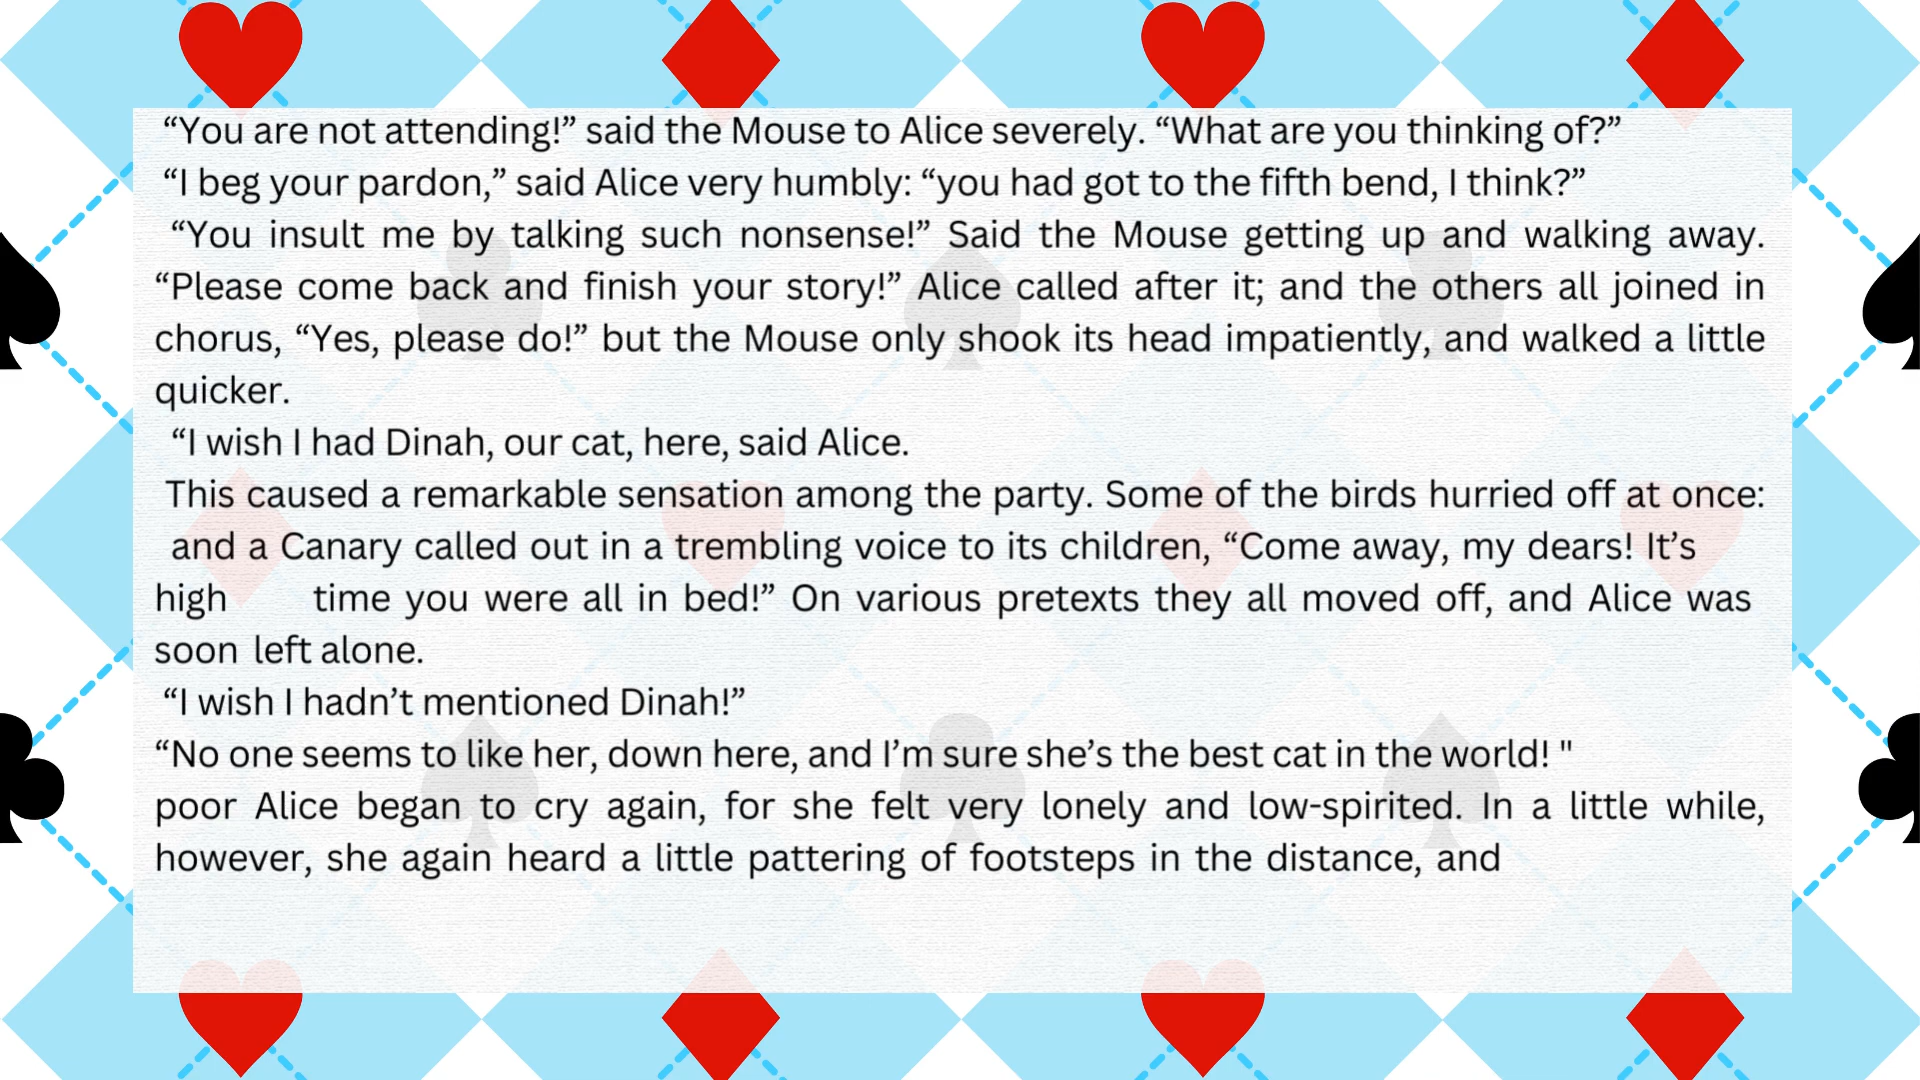 “You are not attending!” said the Mouse to Alice severely. “What are you thinking of?”
“I beg your pardon,” said Alice very humbly: “you had got to the fifth bend, I think?”
“You insult me by talking such nonsense!” Said the Mouse getting up and walking away.
“Please come back and finish your story!” Alice called after it; and the others all joined in
chorus, “Yes, please do!” but the Mouse only shook its head impatiently, and walked a little
quicker.
“I wish I had Dinah, our cat, here, said Alice.
This caused a remarkable sensation among the party. Some of the birds hurried off at once:
and a Canary called out in a trembling voice to its children, “Come away, my dears! It’s
high time you were all in bed!” On various pretexts they all moved off, and Alice was
soon left alone.
“I wish I hadn’t mentioned Dinah!”
“No one seems to like her, down here, and I’m sure she’s the best cat in the world! "
poor Alice began to cry again, for she felt very lonely and low-spirited. In a little while,
however, she again heard a little pattering of footsteps in the distance, and